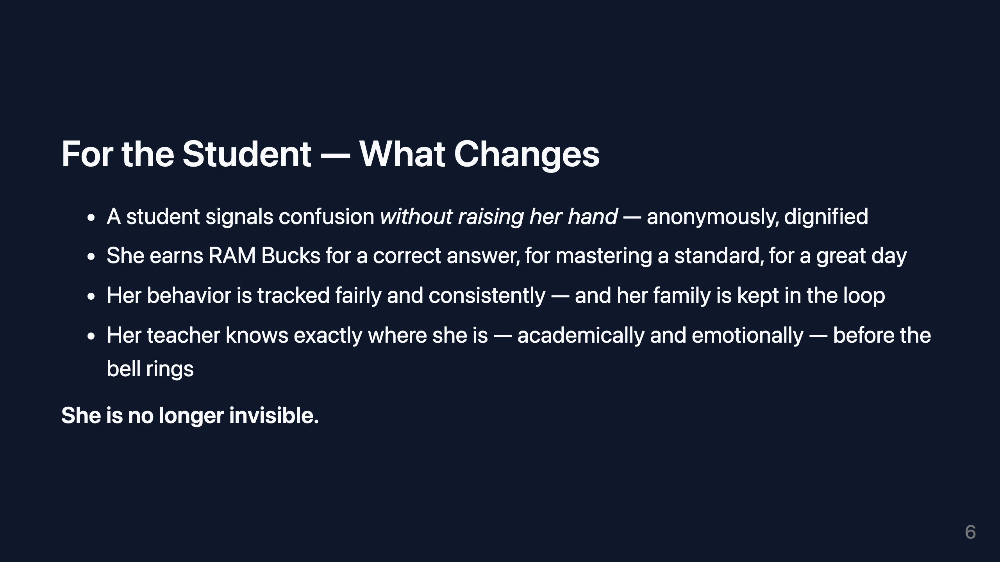 For the Student — What Changes
• A student signals confusion without raising her hand — anonymously, dignified
• She earns RAM Bucks for a correct answer, for mastering a standard, for a great day
• Her behavior is tracked fairly and consistently — and her family is kept in the loop
• Her teacher knows exactly where she is — academically and emotionally — before the
bell rings
She is no longer invisible.
6